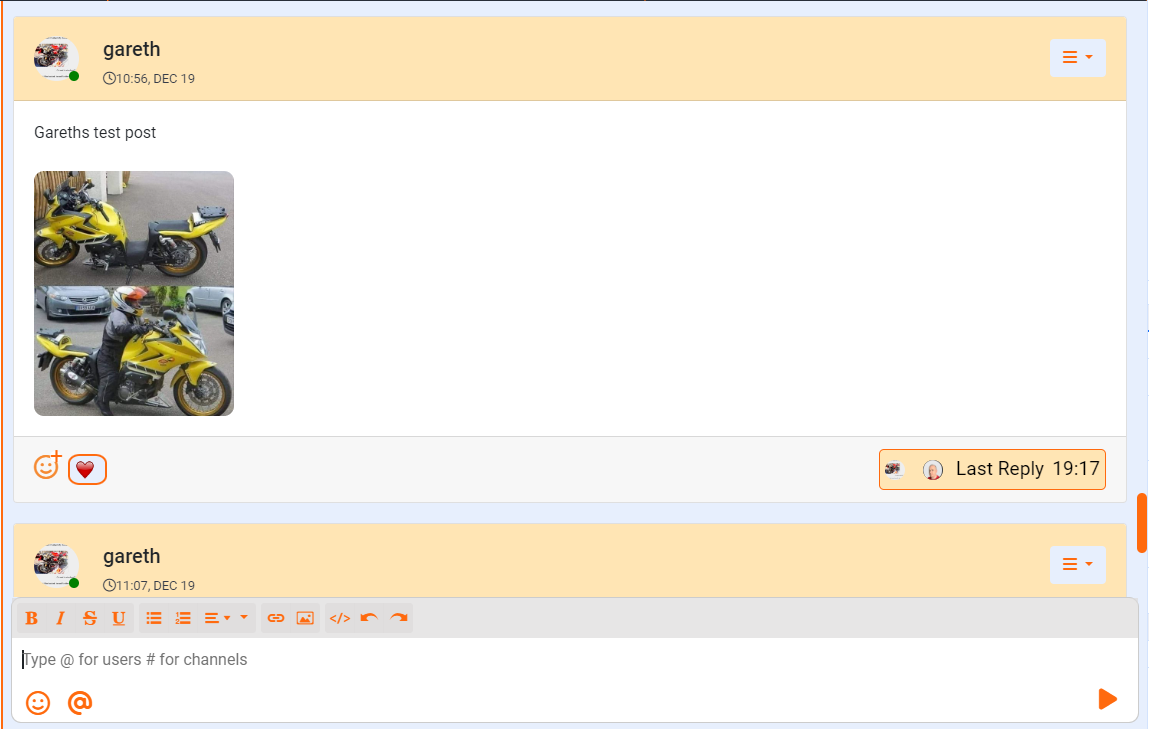 gareth
10:56, DEC 19
Gareths test post
Last Reply 19:17
gareth
11:07, DEC 19
B I S U </>
Type @ for users # for channels
@